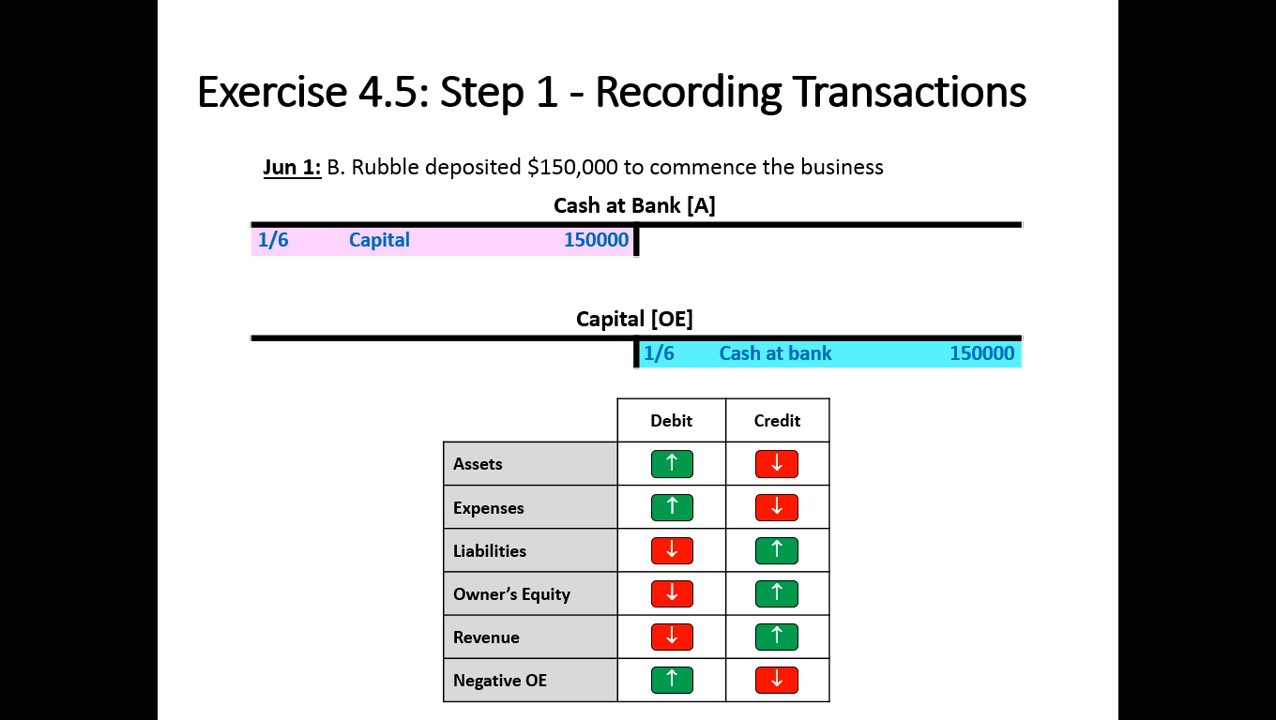 Exercise 4.5: Step 1 - Recording Transactions
Jun 1: B. Rubble deposited $150,000 to commence the business
Cash at Bank [A]
1/6 Capital 150000
Capital [OE]
1/6 Cash at bank 150000
Debit Credit
Assets ↑ ↓
Expenses ↑ ↓
Liabilities ↓ ↑
Owner’s Equity ↓ ↑
Revenue ↓ ↑
Negative OE ↑ ↓